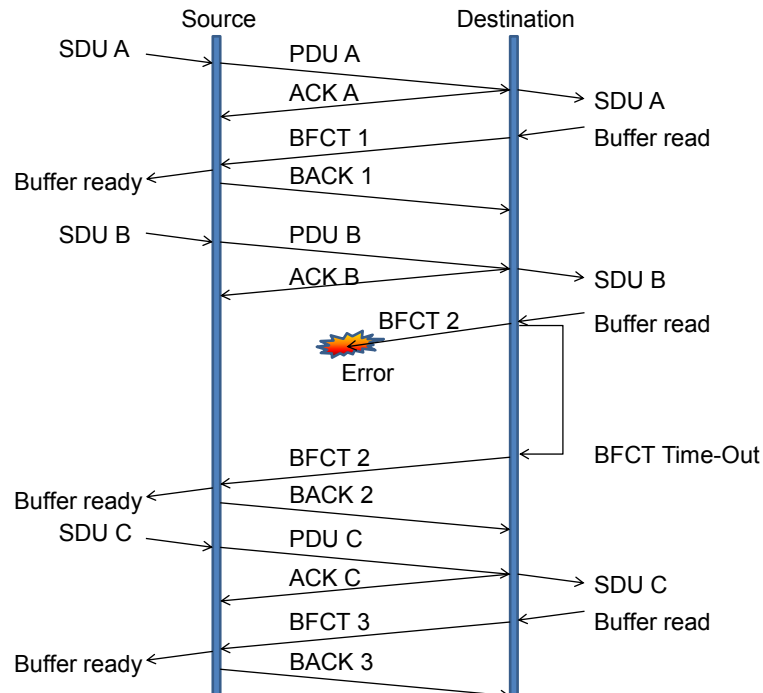 Source
Destination
SDU A
PDU A
ACK A
SDU A
BFCT 1
Buffer read
Buffer ready
BACK 1
SDU B
PDU B
ACK B
SDU B
BFCT 2
Buffer read
Error
BFCT 2
BFCT Time-Out
Buffer ready
BACK 2
SDU C
PDU C
ACK C
SDU C
BFCT 3
Buffer read
Buffer ready
BACK 3